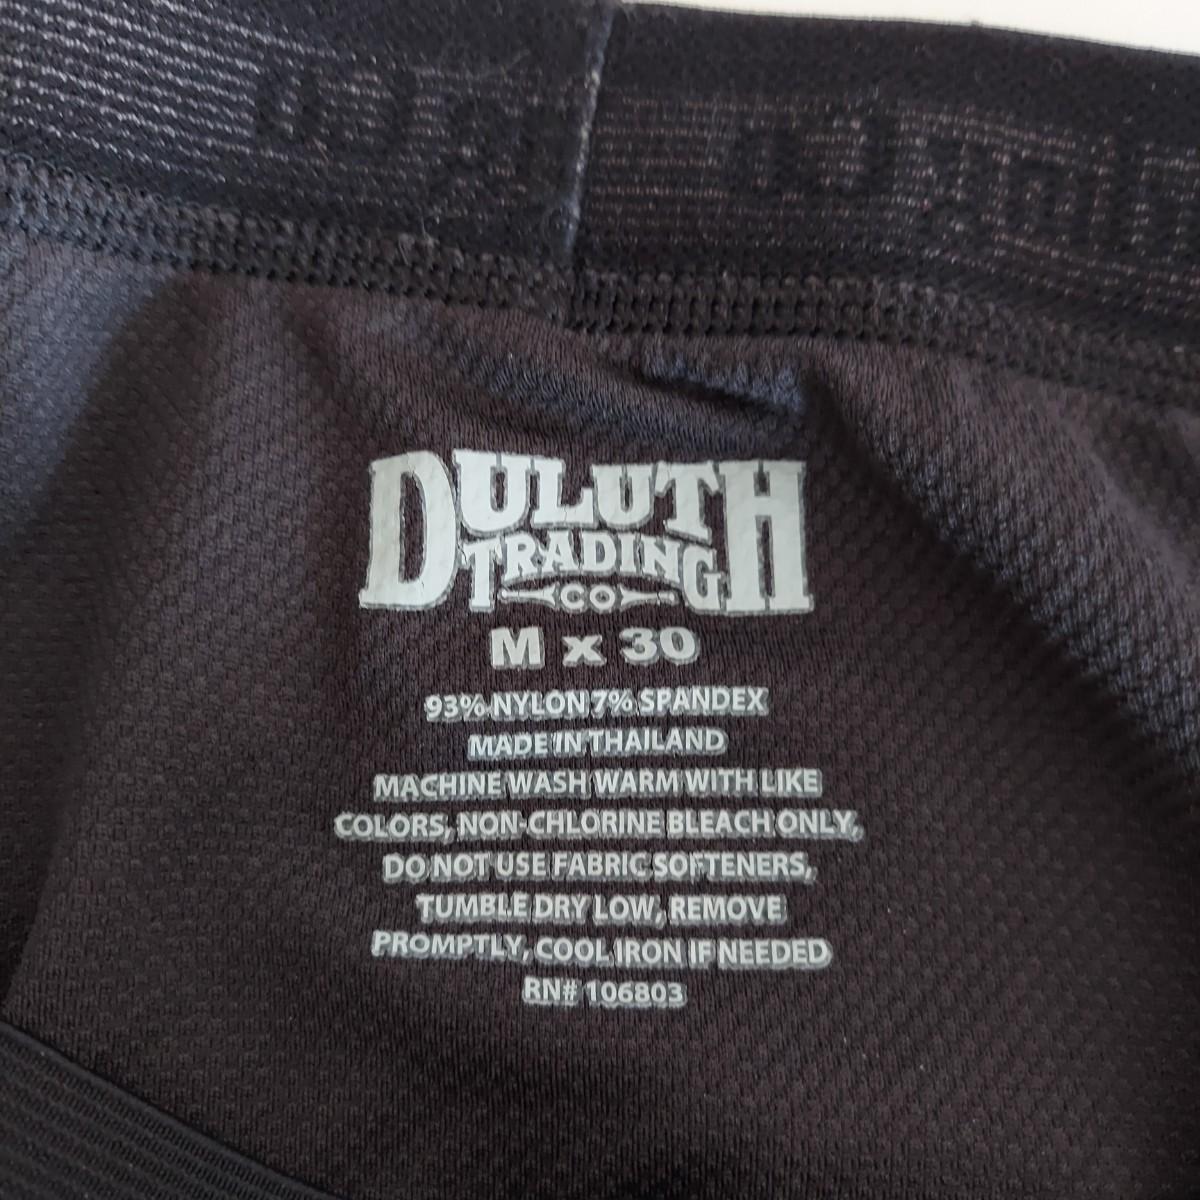 DULUTH
TRADING
CO
M x 30
93% NYLON 7% SPANDEX
MADE IN THAILAND
MACHINE WASH WARM WITH LIKE
COLORS, NON-CHLORINE BLEACH ONLY,
DO NOT USE FABRIC SOFTENERS,
TUMBLE DRY LOW, REMOVE
PROMPTLY, COOL IRON IF NEEDED
RN# 106803